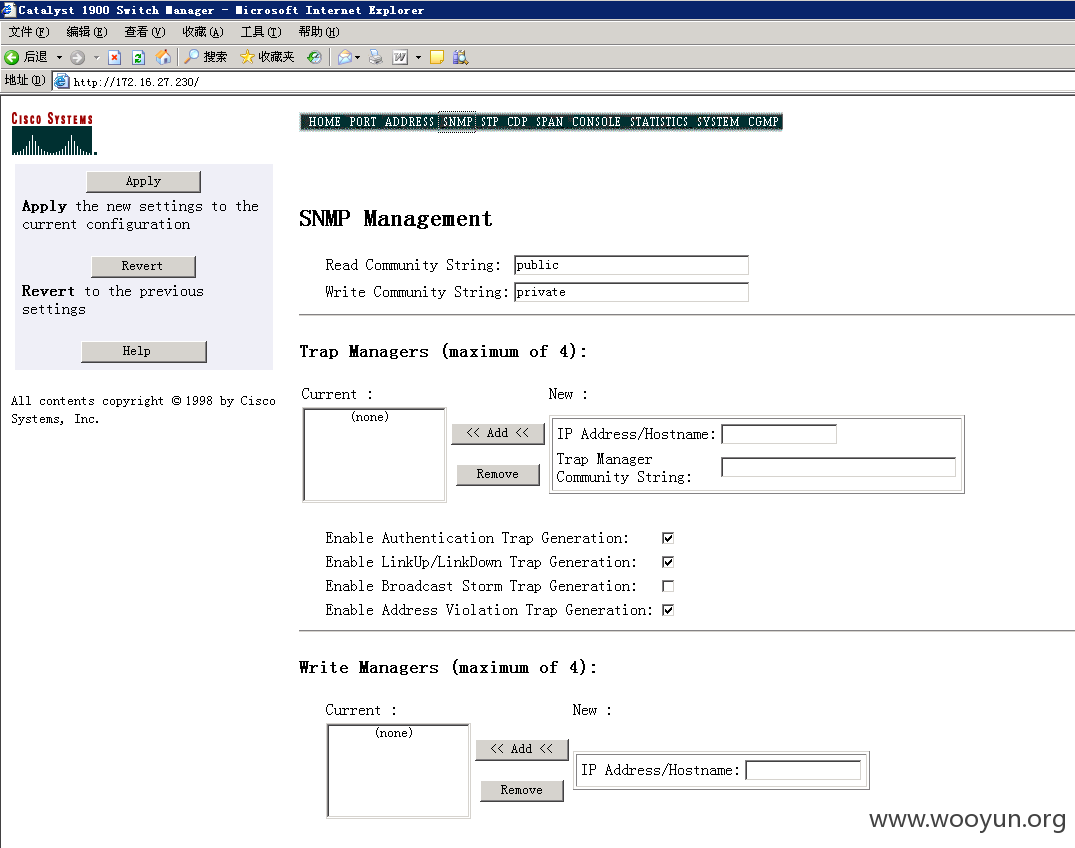 Catalyst 1900 Switch Manager - Microsoft Internet Explorer
文件(F) 编辑(E) 查看(V) 收藏(A) 工具(T) 帮助(H)
后退 搜索 收藏夹
地址(D) http://172.16.27.230/
CISCO SYSTEMS
HOME PORT ADDRESS SNMP STP CDP SPAN CONSOLE STATISTICS SYSTEM CGMP
Apply
Apply the new settings to the
current configuration
Revert
Revert to the previous
settings
Help
All contents copyright © 1998 by Cisco
Systems, Inc.
SNMP Management
Read Community String: public
Write Community String: private
Trap Managers (maximum of 4):
Current : New :
(none)
<< Add <<
Remove
IP Address/Hostname:
Trap Manager
Community String:
Enable Authentication Trap Generation:
Enable LinkUp/LinkDown Trap Generation:
Enable Broadcast Storm Trap Generation:
Enable Address Violation Trap Generation:
Write Managers (maximum of 4):
Current : New :
(none)
<< Add <<
Remove
IP Address/Hostname:
www.wooyun.org